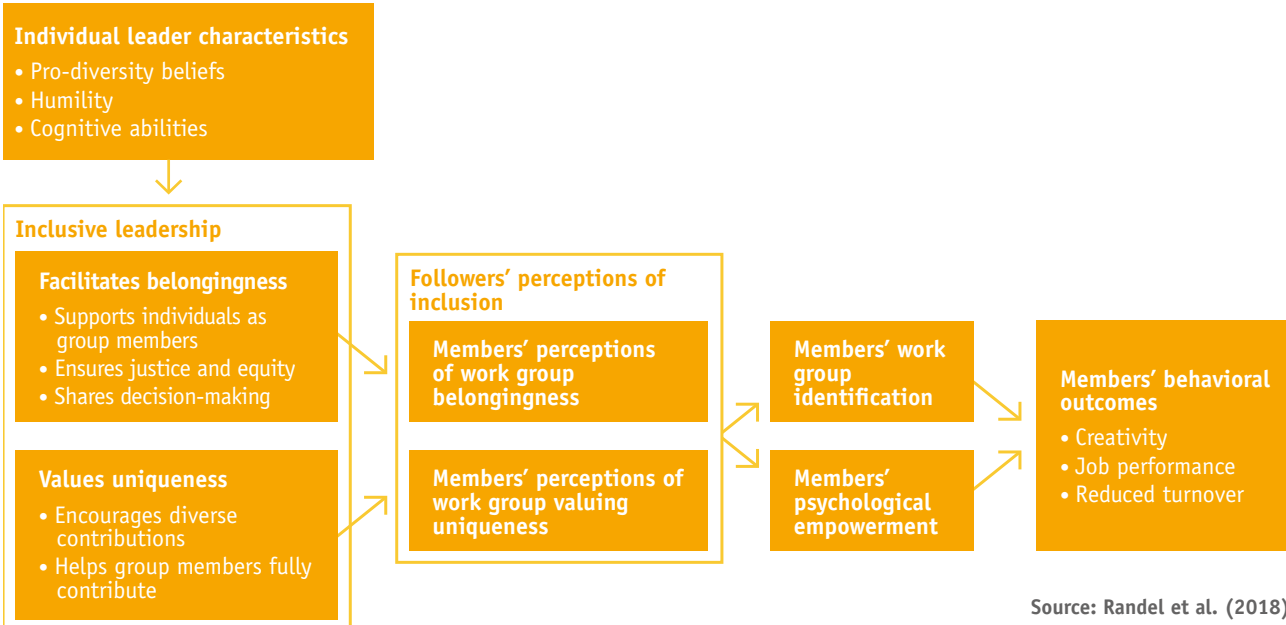 Individual leader characteristics
• Pro-diversity beliefs
• Humility
• Cognitive abilities
Inclusive leadership
Facilitates belongingness
• Supports individuals as
group members
• Ensures justice and equity
• Shares decision-making
Values uniqueness
• Encourages diverse
contributions
• Helps group members fully
contribute
Followers’ perceptions of
inclusion
Members’ perceptions
of work group
belongingness
Members’ perceptions of
work group valuing
uniqueness
Members’ work
group
identification
Members’
psychological
empowerment
Members’ behavioral
outcomes
• Creativity
• Job performance
• Reduced turnover
Source: Randel et al. (2018)